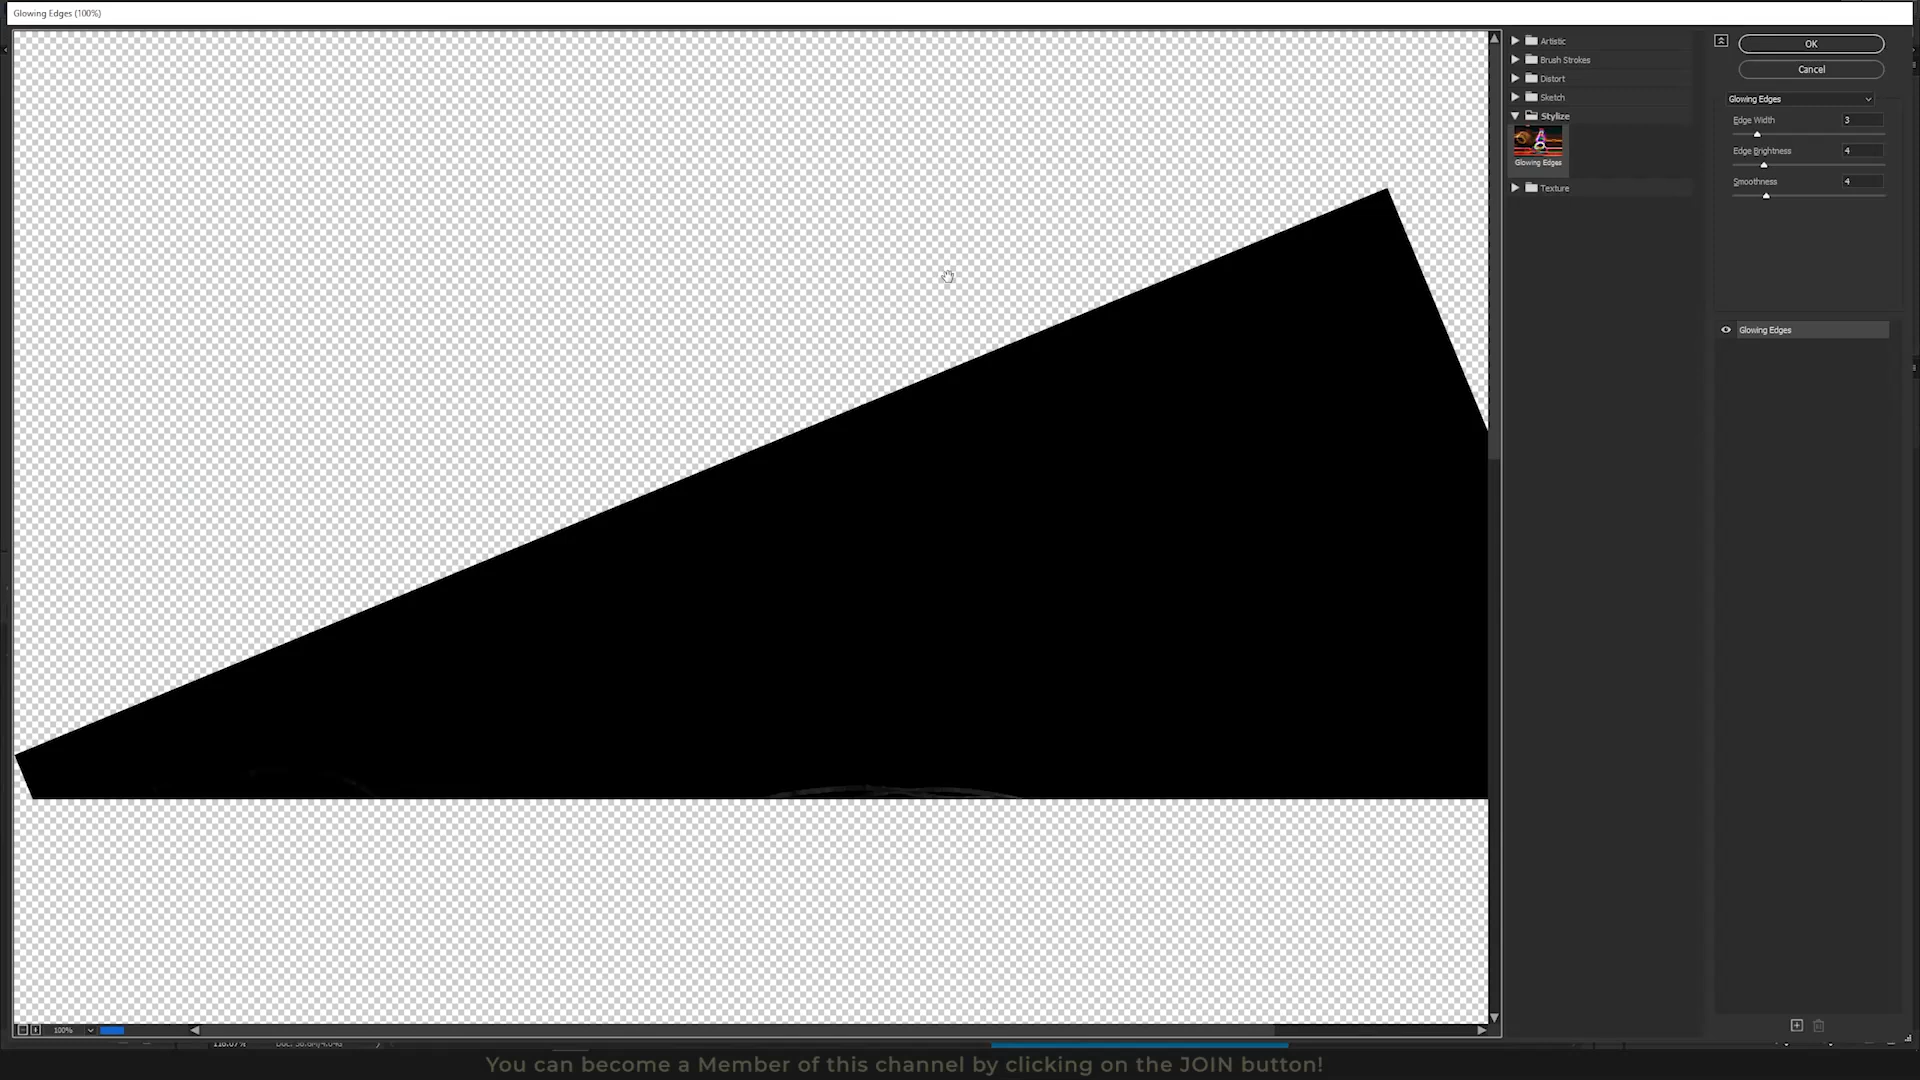 Glowing Edges (100%)
Artistic
Brush Strokes
Distort
Sketch
Stylize
Glowing Edges
Texture
OK
Cancel
Glowing Edges
Edge Width 3
Edge Brightness 4
Smoothness 4
Glowing Edges
100%
You can become a Member of this channel by clicking on the JOIN button!